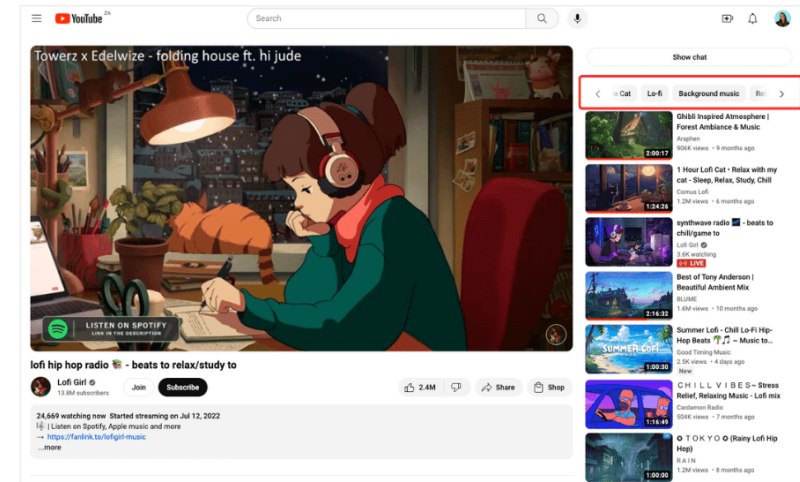 YouTube ZA
Search
Towerz x Edelwize - folding house ft. hi jude
LISTEN ON SPOTIFY
LINK IN THE DESCRIPTION
lofi hip hop radio 📚 - beats to relax/study to
Lofi Girl
13.8M subscribers
Join
Subscribe
2.4M
Share
Shop
24,669 watching now Started streaming on Jul 12, 2022
🎼 | Listen on Spotify, Apple music and more
→ https://fanlink.to/lofigirl-music
...more
Show chat
Cat
Lo-fi
Background music
Ghibli Inspired Atmosphere |
Forest Ambiance & Music
Arxphen
906K views • 9 months ago
2:00:17
1 Hour Lofi Cat • Relax with my
cat - Sleep, Relax, Study, Chill
Comus Lofi
1.2M views • 6 months ago
1:24:26
synthwave radio 🌌 - beats to
chill/game to
Lofi Girl
3.6K watching
LIVE
Best of Tony Anderson |
Beautiful Ambient Mix
BLUME
1.6M views • 10 months ago
2:16:32
Summer Lofi - Chill Lo-Fi Hip-
Hop Beats 🌴🎵 ~ Music to...
Good Timing Music
2.5K views • 4 days ago
New
SUMMER LOFI
1:00:30
C H I L L V I B E S ~ Stress
Relief, Relaxing Music - Lofi mix
Cardamon Radio
504K views • 7 months ago
1:16:49
✪ T O K Y O ✪ (Rainy Lofi Hip
Hop)
R A I N
1.2M views • 8 months ago
1:00:00